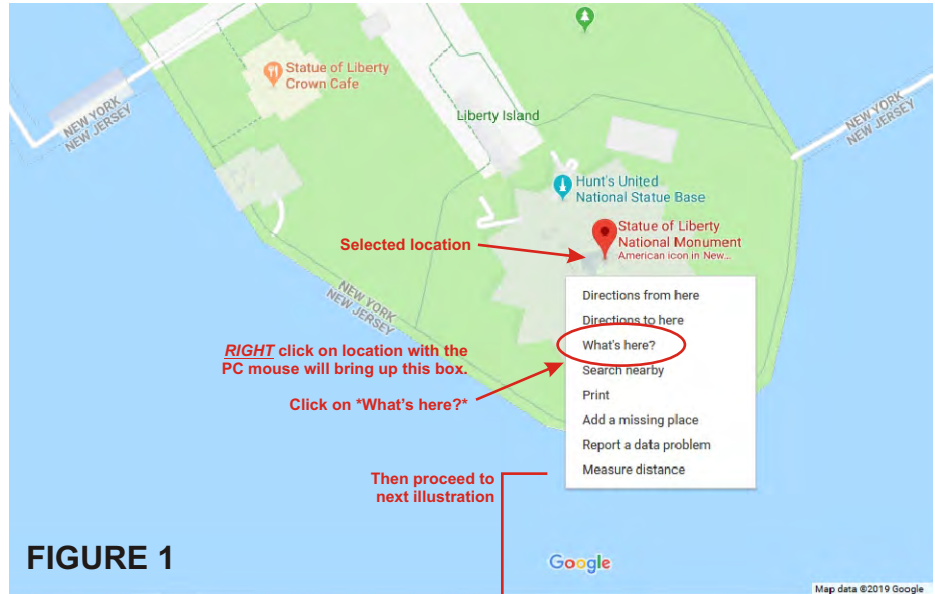 Statue of Liberty
Crown Cafe
NEW YORK
NEW JERSEY
NEW YORK
NEW JERSEY
Liberty Island
Hunt's United
National Statue Base
Selected location
Statue of Liberty
National Monument
American icon in New...
NEW YORK
NEW JERSEY
Directions from here
Directions to here
What's here?
Search nearby
Print
Add a missing place
Report a data problem
Measure distance
RIGHT click on location with the
PC mouse will bring up this box.
Click on *What's here?*
Then proceed to
next illustration
FIGURE 1
Google
Map data ©2019 Google